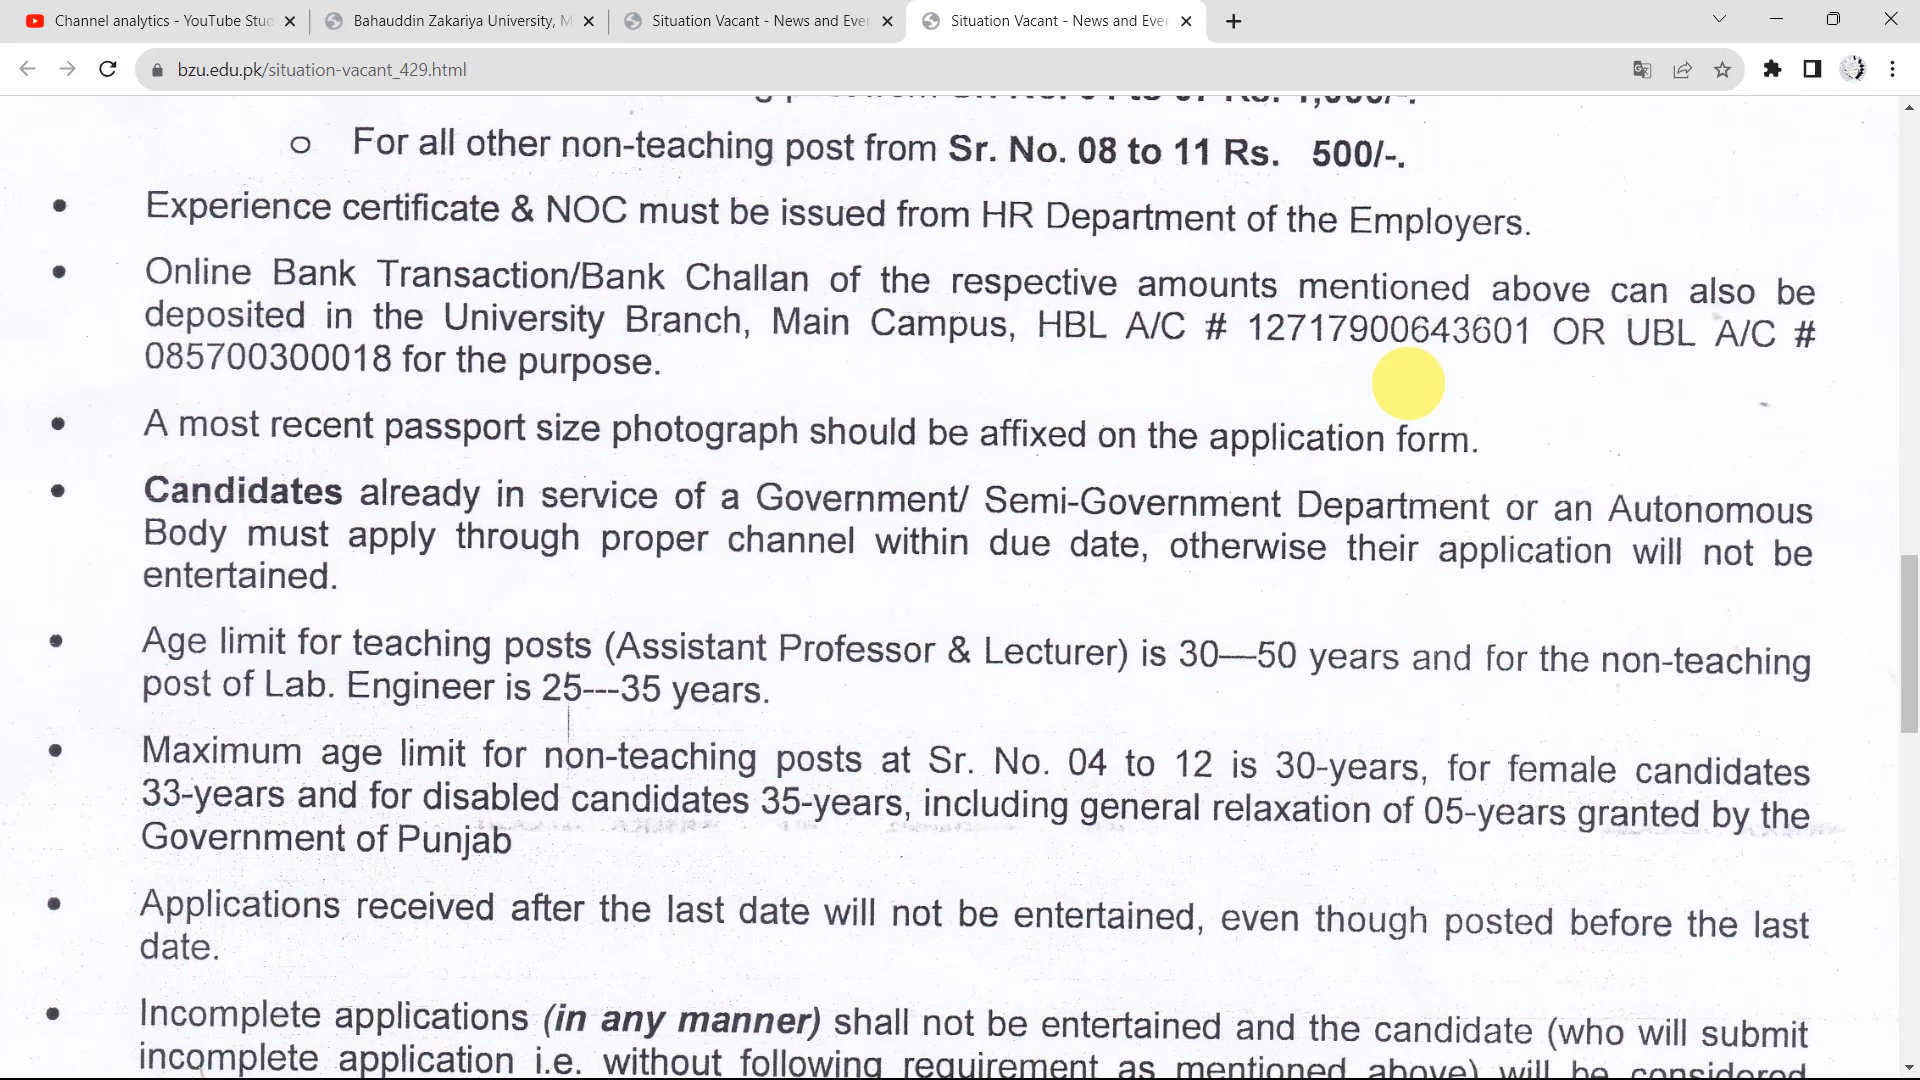 Channel analytics - YouTube Stud
Bahauddin Zakariya University, M
Situation Vacant - News and Even
Situation Vacant - News and Even
bzu.edu.pk/situation-vacant_429.html
o For all other non-teaching post from Sr. No. 08 to 11 Rs. 500/-.
• Experience certificate & NOC must be issued from HR Department of the Employers.
• Online Bank Transaction/Bank Challan of the respective amounts mentioned above can also be
deposited in the University Branch, Main Campus, HBL A/C # 12717900643601 OR UBL A/C #
085700300018 for the purpose.
• A most recent passport size photograph should be affixed on the application form.
• Candidates already in service of a Government/ Semi-Government Department or an Autonomous
Body must apply through proper channel within due date, otherwise their application will not be
entertained.
• Age limit for teaching posts (Assistant Professor & Lecturer) is 30—50 years and for the non-teaching
post of Lab. Engineer is 25---35 years.
• Maximum age limit for non-teaching posts at Sr. No. 04 to 12 is 30-years, for female candidates
33-years and for disabled candidates 35-years, including general relaxation of 05-years granted by the
Government of Punjab
• Applications received after the last date will not be entertained, even though posted before the last
date.
• Incomplete applications (in any manner) shall not be entertained and the candidate (who will submit
incomplete application i.e. without following requirement as mentioned above) will be considered